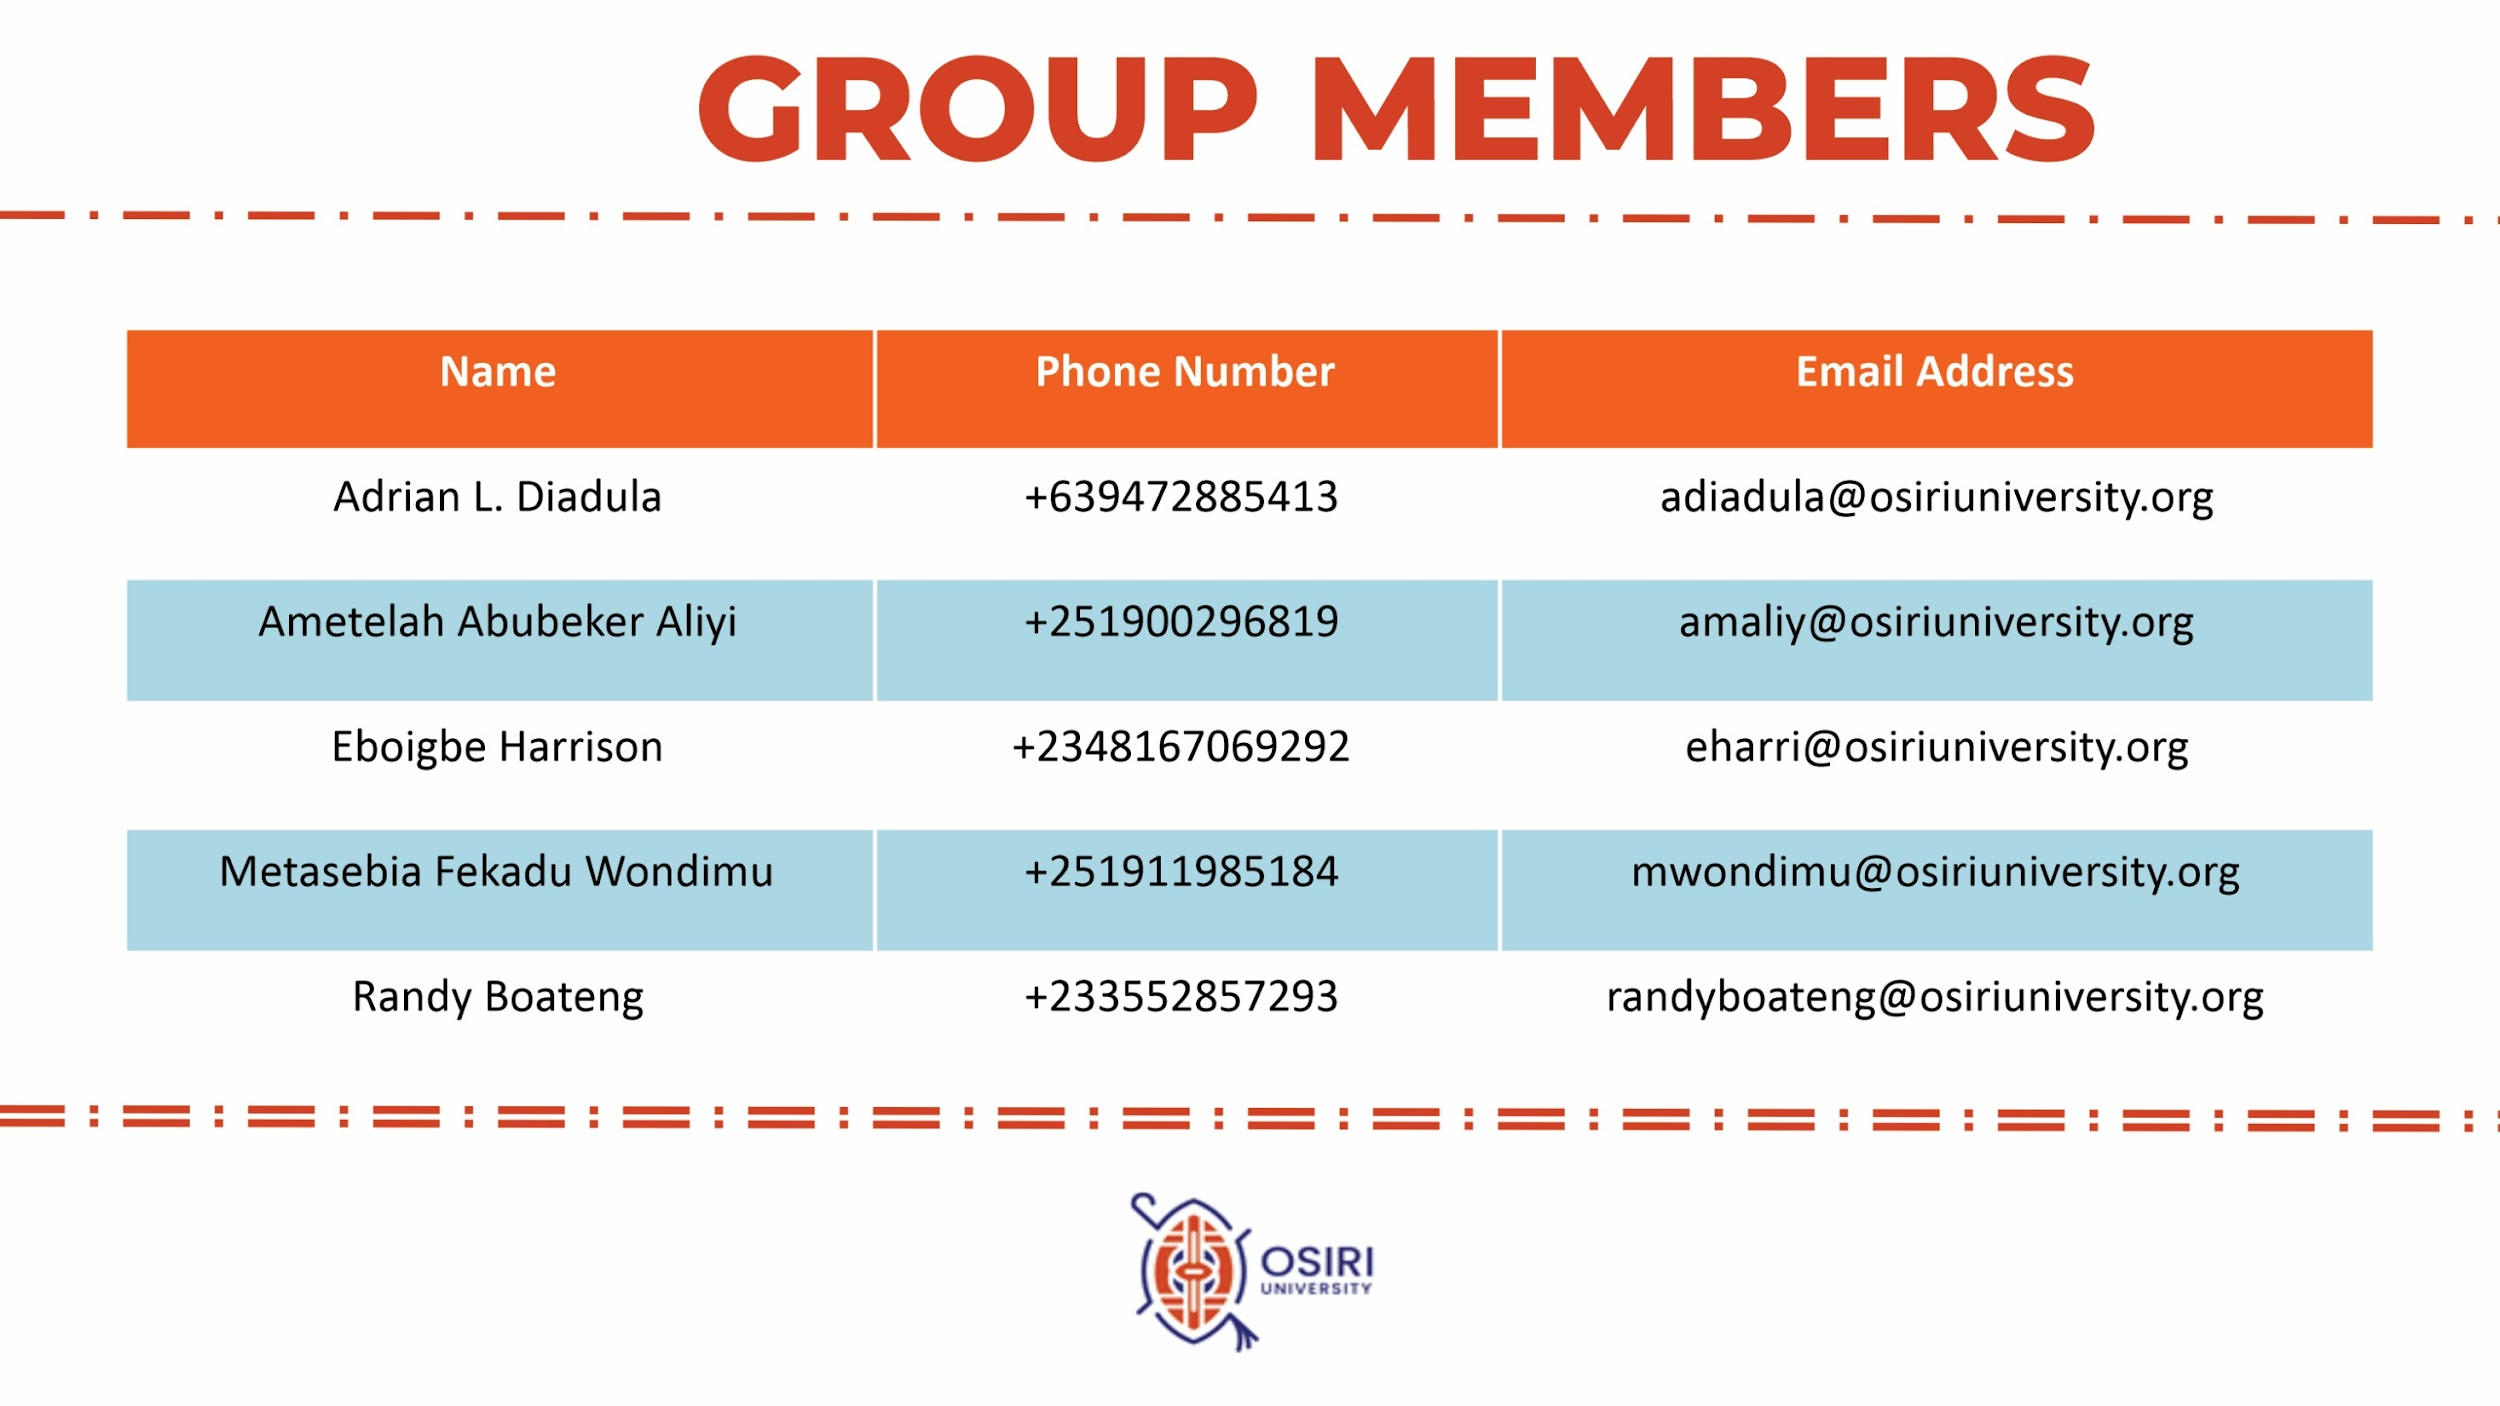 GROUP MEMBERS
Name Phone Number Email Address
Adrian L. Diadula +639472885413 adiadula@osiriuniversity.org
Ametelah Abubeker Aliyi +251900296819 amaliy@osiriuniversity.org
Eboigbe Harrison +2348167069292 eharri@osiriuniversity.org
Metasebia Fekadu Wondimu +251911985184 mwondimu@osiriuniversity.org
Randy Boateng +233552857293 randyboateng@osiriuniversity.org
OSIRI
UNIVERSITY